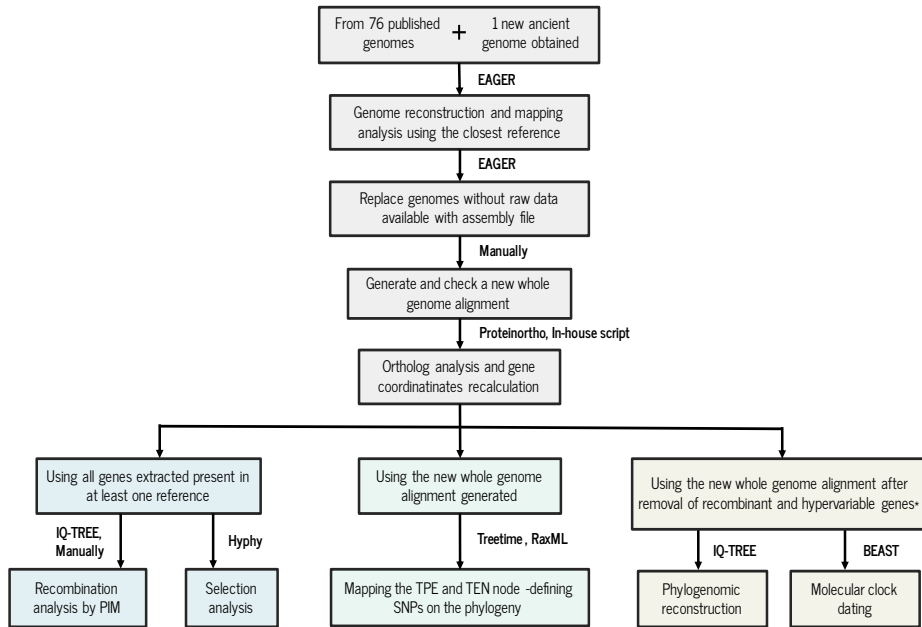 From 76 published
genomes
+
1 new ancient
genome obtained
EAGER
Genome reconstruction and mapping
analysis using the closest reference
EAGER
Replace genomes without raw data
available with assembly file
Manually
Generate and check a new whole
genome alignment
Proteinortho, In-house script
Ortholog analysis and gene
coordinatinates recalculation
Using all genes extracted present in
at least one reference
IQ-TREE,
Manually
Hyphy
Recombination
analysis by PIM
Selection
analysis
Using the new whole genome
alignment generated
Treetime , RaxML
Mapping the TPE and TEN node -defining
SNPs on the phylogeny
Using the new whole genome alignment after
removal of recombinant and hypervariable genes*
IQ-TREE
BEAST
Phylogenomic
reconstruction
Molecular clock
dating